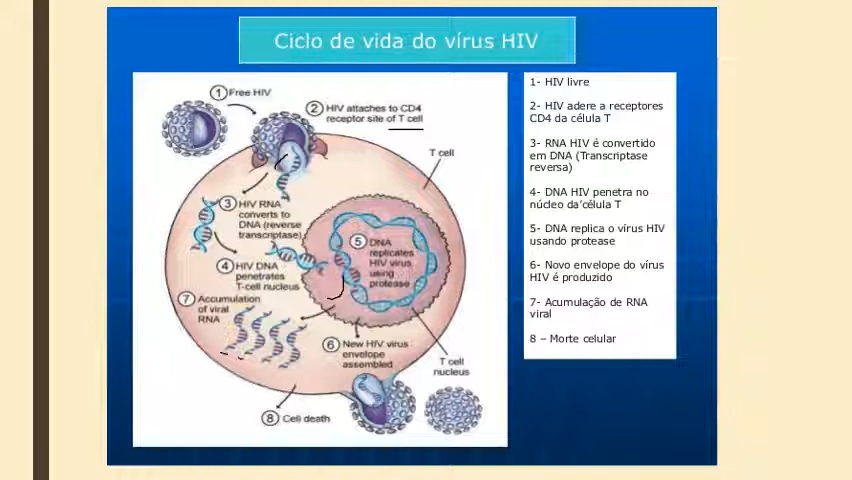 Ciclo de vida do vírus HIV
1 Free HIV
2 HIV attaches to CD4
receptor site of T cell
T cell
3 HIV RNA
converts to
DNA (reverse
transcriptase)
4 HIV DNA
penetrates
T-cell nucleus
5 DNA
replicates
HIV virus
using
protease
7 Accumulation
of viral
RNA
6 New HIV virus
envelope
assembled
T cell
nucleus
8 Cell death
1- HIV livre
2- HIV adere a receptores
CD4 da célula T
3- RNA HIV é convertido
em DNA (Transcriptase
reversa)
4- DNA HIV penetra no
núcleo da'célula T
5- DNA replica o vírus HIV
usando protease
6- Novo envelope do vírus
HIV é produzido
7- Acumulação de RNA
viral
8 – Morte celular